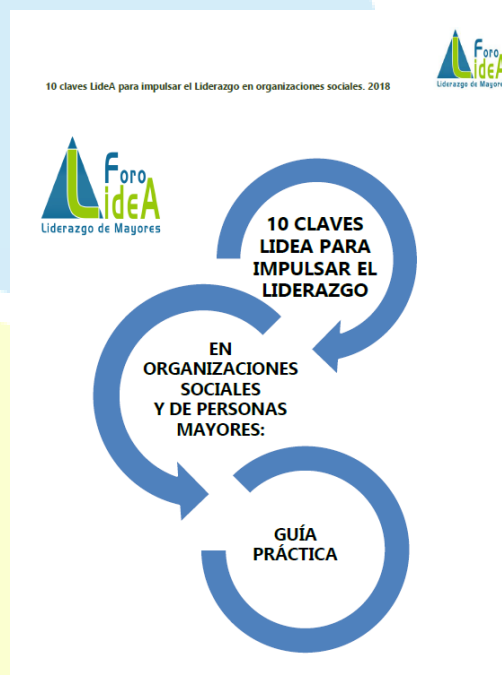 10 claves LideA para impulsar el Liderazgo en organizaciones sociales. 2018
Foro
LideA
Liderazgo de Mayores
Foro
LideA
Liderazgo de Mayores
10 CLAVES
LIDEA PARA
IMPULSAR EL
LIDERAZGO
EN
ORGANIZACIONES
SOCIALES
Y DE PERSONAS
MAYORES:
GUÍA
PRÁCTICA